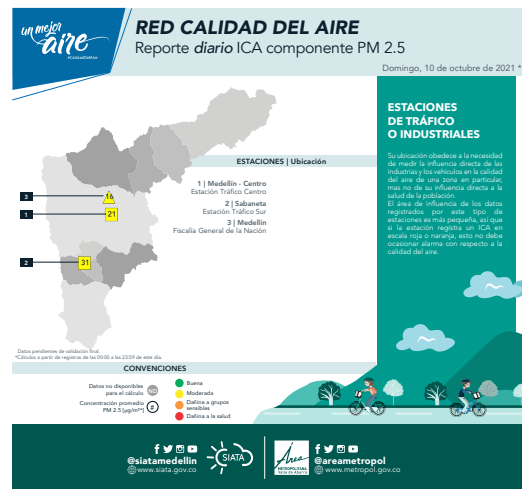 un mejor
aire
#CalidadDelAire
RED CALIDAD DEL AIRE
Reporte diario ICA componente PM 2.5
Domingo, 10 de octubre de 2021 *
ESTACIONES | Ubicación
1 | Medellín - Centro
Estación Tráfico Centro
2 | Sabaneta
Estación Tráfico Sur
3 | Medellín
Fiscalía General de la Nación
3
16
1
21
2
31
ESTACIONES
DE TRÁFICO
O INDUSTRIALES
Su ubicación obedece a la necesidad
de medir la influencia directa de las
industrias y los vehículos en la calidad
del aire de una zona en particular,
mas no de su influencia directa a la
salud de la población.
El área de influencia de los datos
registrados por este tipo de
estaciones es más pequeña, así que
si la estación registra un ICA en
escala roja o naranja, esto no debe
ocasionar alarma con respecto a la
calidad del aire.
Datos pendientes de validación final.
*Cálculos a partir de registros de las 00:00 a las 23:59 de este día.
CONVENCIONES
Datos no disponibles
para el cálculo
ND
Concentración promedio
PM 2.5 [µg/m³*]
#
Buena
Moderada
Dañina a grupos
sensibles
Dañina a la salud
@siatamedellin
www.siata.gov.co
SIATA
Área
METROPOLITANA
Valle de Aburrá
@areametropol
www.metropol.gov.co